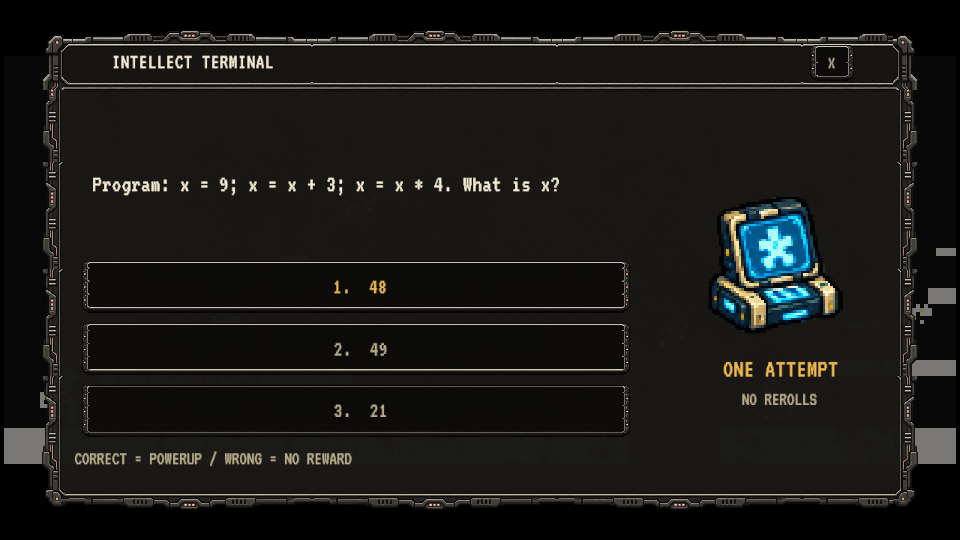 INTELLECT TERMINAL
X
Program: x = 9; x = x + 3; x = x * 4. What is x?
1. 48
2. 49
3. 21
ONE ATTEMPT
NO REROLLS
CORRECT = POWERUP / WRONG = NO REWARD